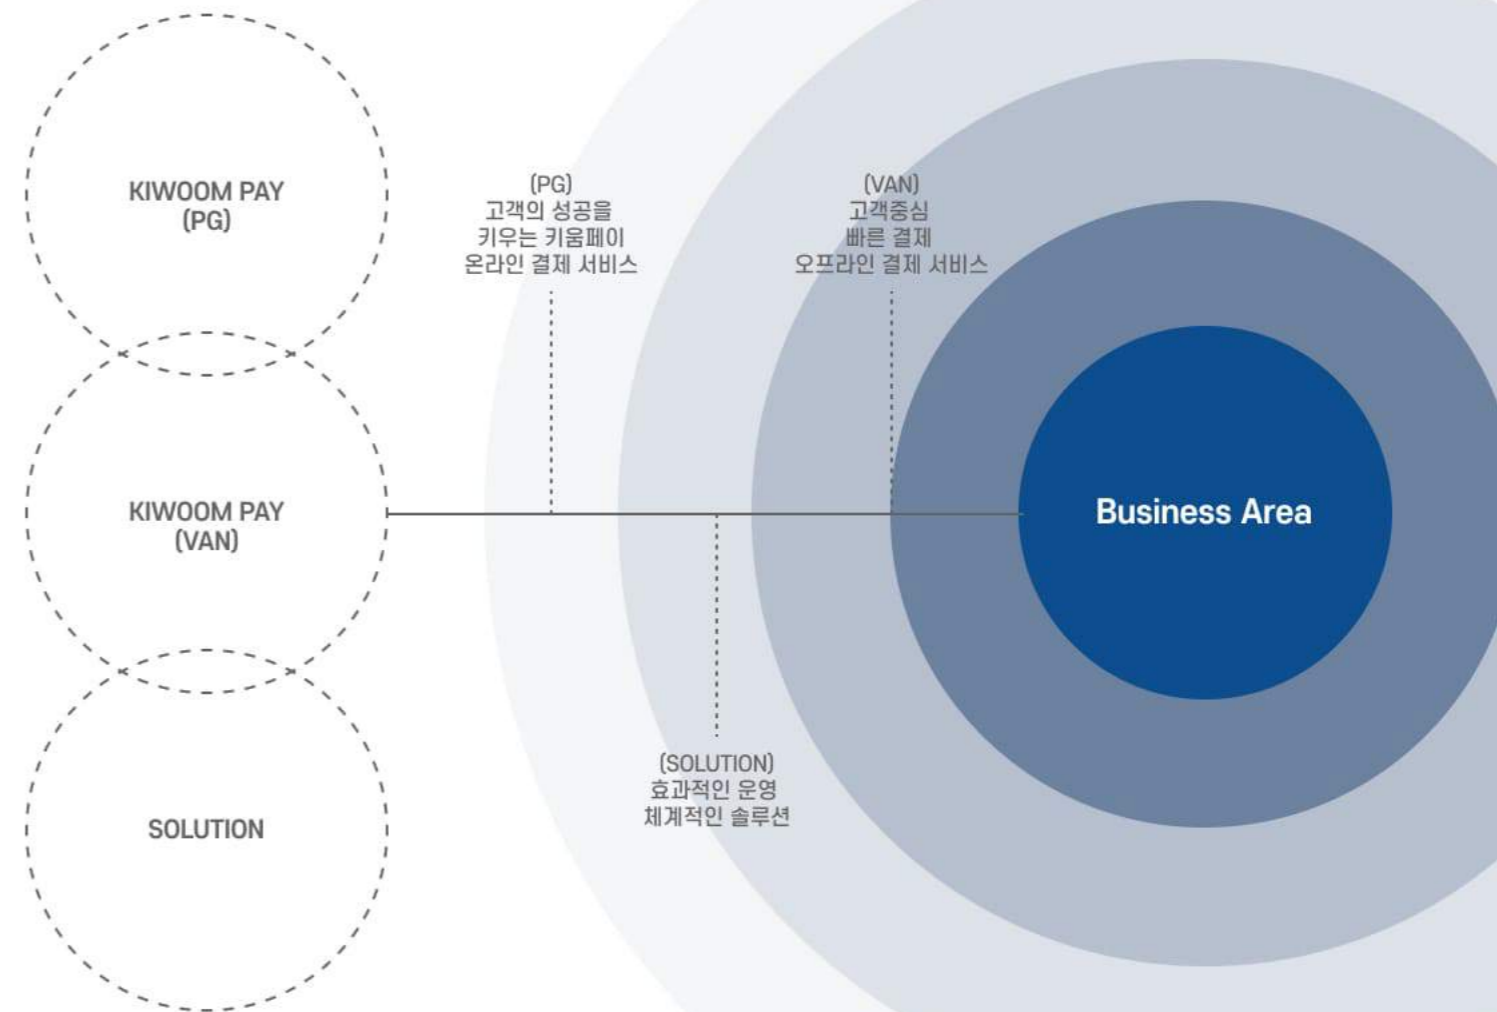 KIWOOM PAY
(PG)
(PG)
고객의 성공을
키우는 키움페이
온라인 결제 서비스
(VAN)
고객중심
빠른 결제
오프라인 결제 서비스
KIWOOM PAY
(VAN)
Business Area
(SOLUTION)
효과적인 운영
체계적인 솔루션
SOLUTION